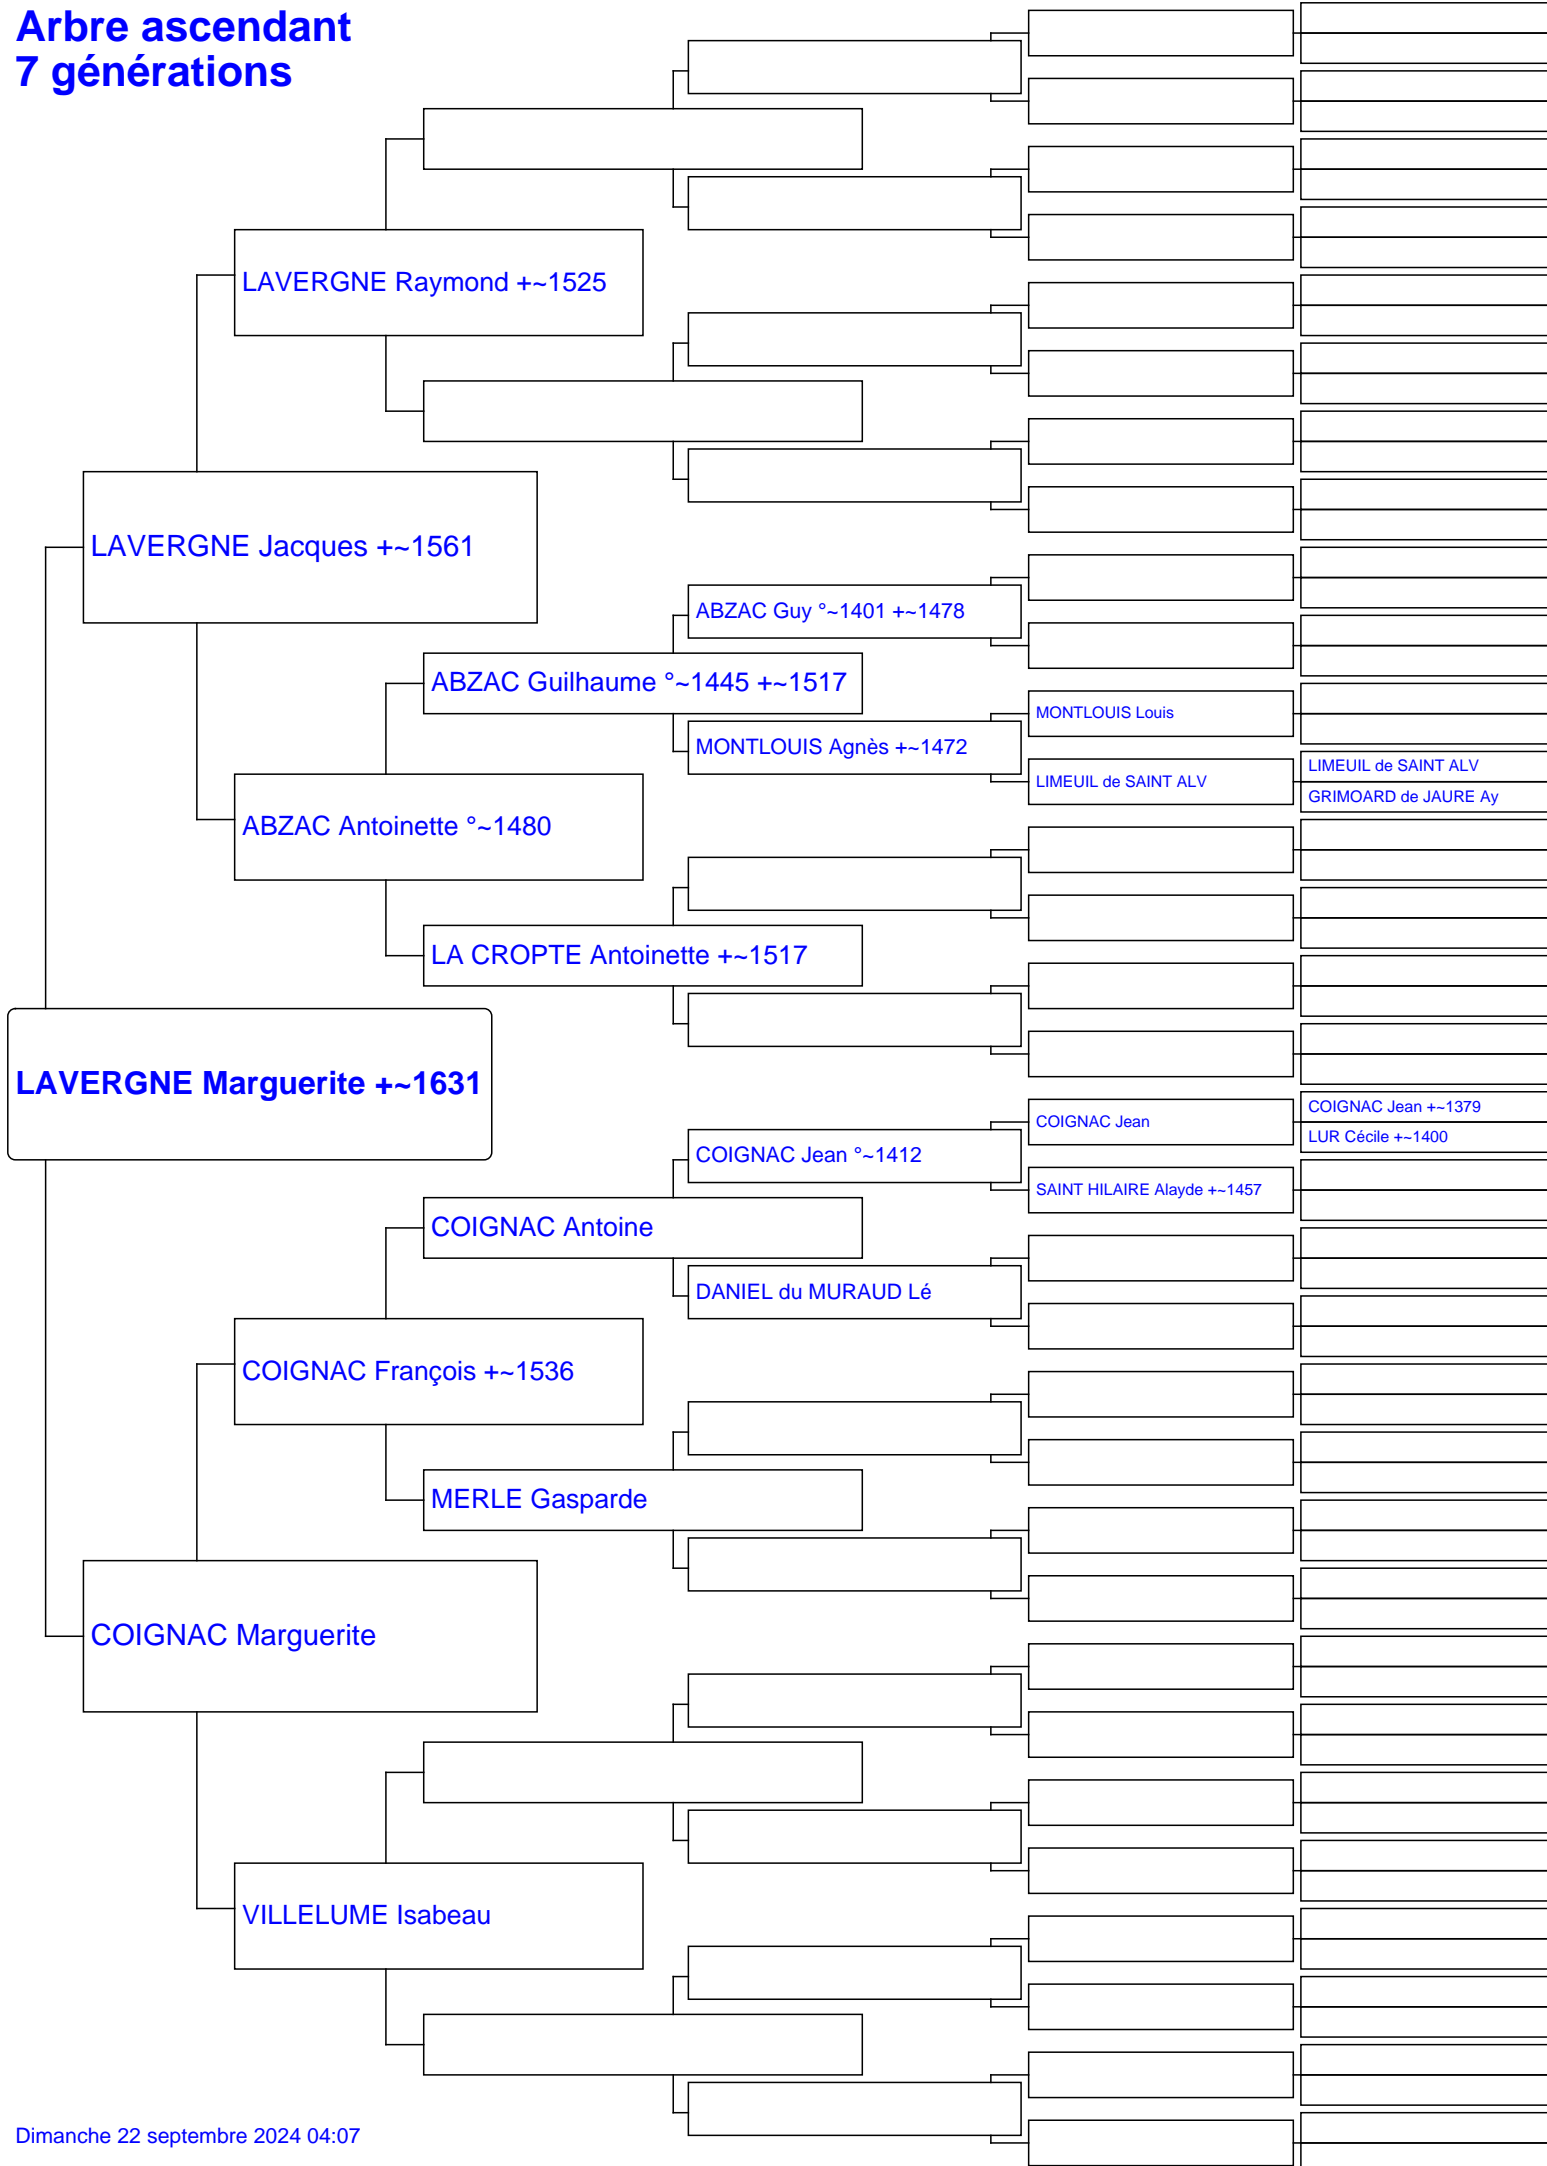 Arbre ascendant
7 générations
LAVERGNE Raymond +~1525
LAVERGNE Jacques +~1561
ABZAC Guy °~1401 +~1478
ABZAC Guilhaume °~1445 +~1517
MONTLOUIS Louis
MONTLOUIS Agnès +~1472
LIMEUIL de SAINT ALV
LIMEUIL de SAINT ALV
GRIMOARD de JAURE Ay
ABZAC Antoinette °~1480
LA CROPTE Antoinette +~1517
LAVERGNE Marguerite +~1631
COIGNAC Jean +~1379
COIGNAC Jean
LUR Cécile +~1400
COIGNAC Jean °~1412
SAINT HILAIRE Alayde +~1457
COIGNAC Antoine
DANIEL du MURAUD Lé
COIGNAC François +~1536
MERLE Gasparde
COIGNAC Marguerite
VILLELUME Isabeau
Dimanche 22 septembre 2024 04:07